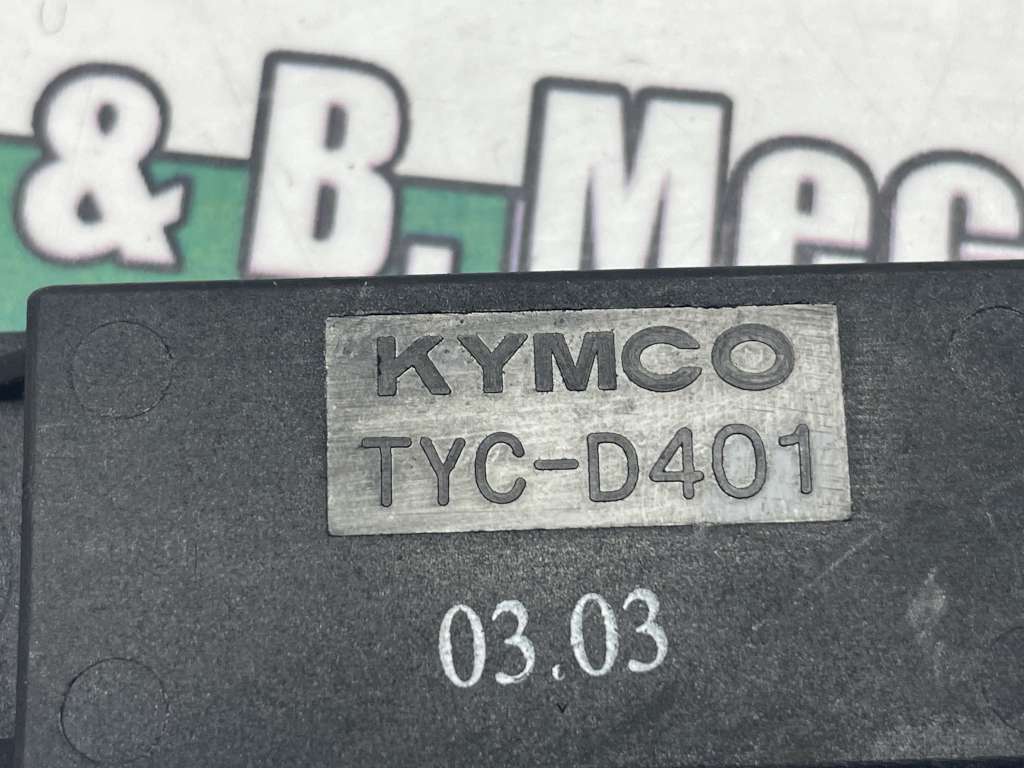 & B. Mec
KYMCO
TYC-D401
03.03